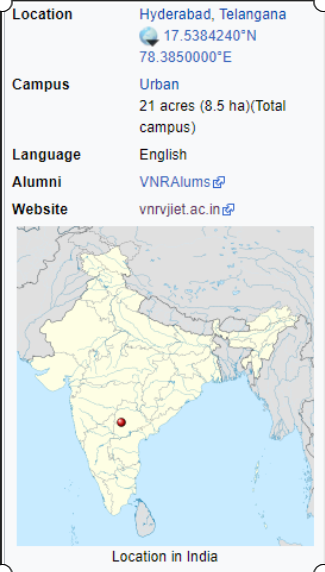 Location Hyderabad, Telangana
17.5384240°N
78.3850000°E
Campus Urban
21 acres (8.5 ha)(Total
campus)
Language English
Alumni VNRAlums
Website vnrvjiet.ac.in
Location in India